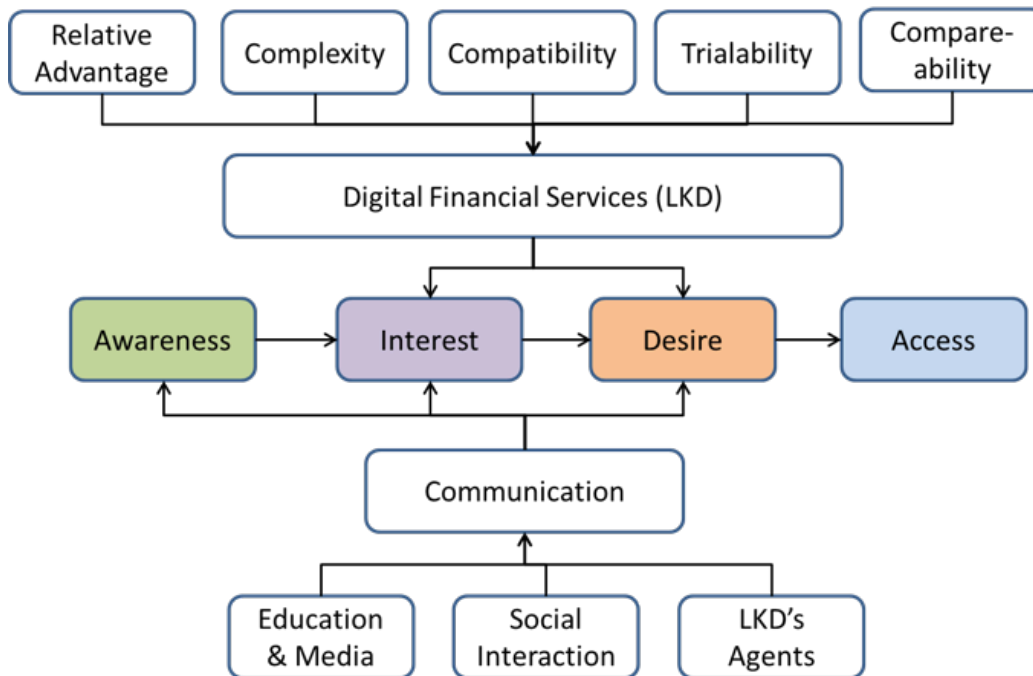 Relative
Advantage
Complexity
Compatibility
Trialability
Compare-
ability
Digital Financial Services (LKD)
Awareness
Interest
Desire
Access
Communication
Education
& Media
Social
Interaction
LKD's
Agents